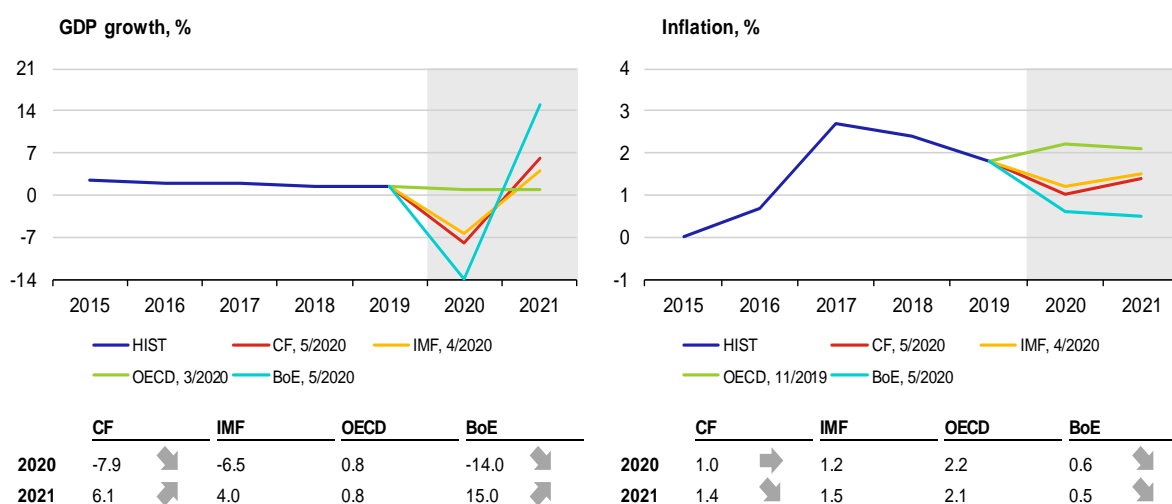 GDP growth, %
21
14
7
0
-7
-14
2015 2016 2017 2018 2019 2020 2021
HIST CF, 5/2020 IMF, 4/2020
OECD, 3/2020 BoE, 5/2020
CF IMF OECD BoE
2020 -7.9 -6.5 0.8 -14.0
2021 6.1 4.0 0.8 15.0
Inflation, %
4
3
2
1
0
-1
2015 2016 2017 2018 2019 2020 2021
HIST CF, 5/2020 IMF, 4/2020
OECD, 11/2019 BoE, 5/2020
CF IMF OECD BoE
2020 1.0 1.2 2.2 0.6
2021 1.4 1.5 2.1 0.5